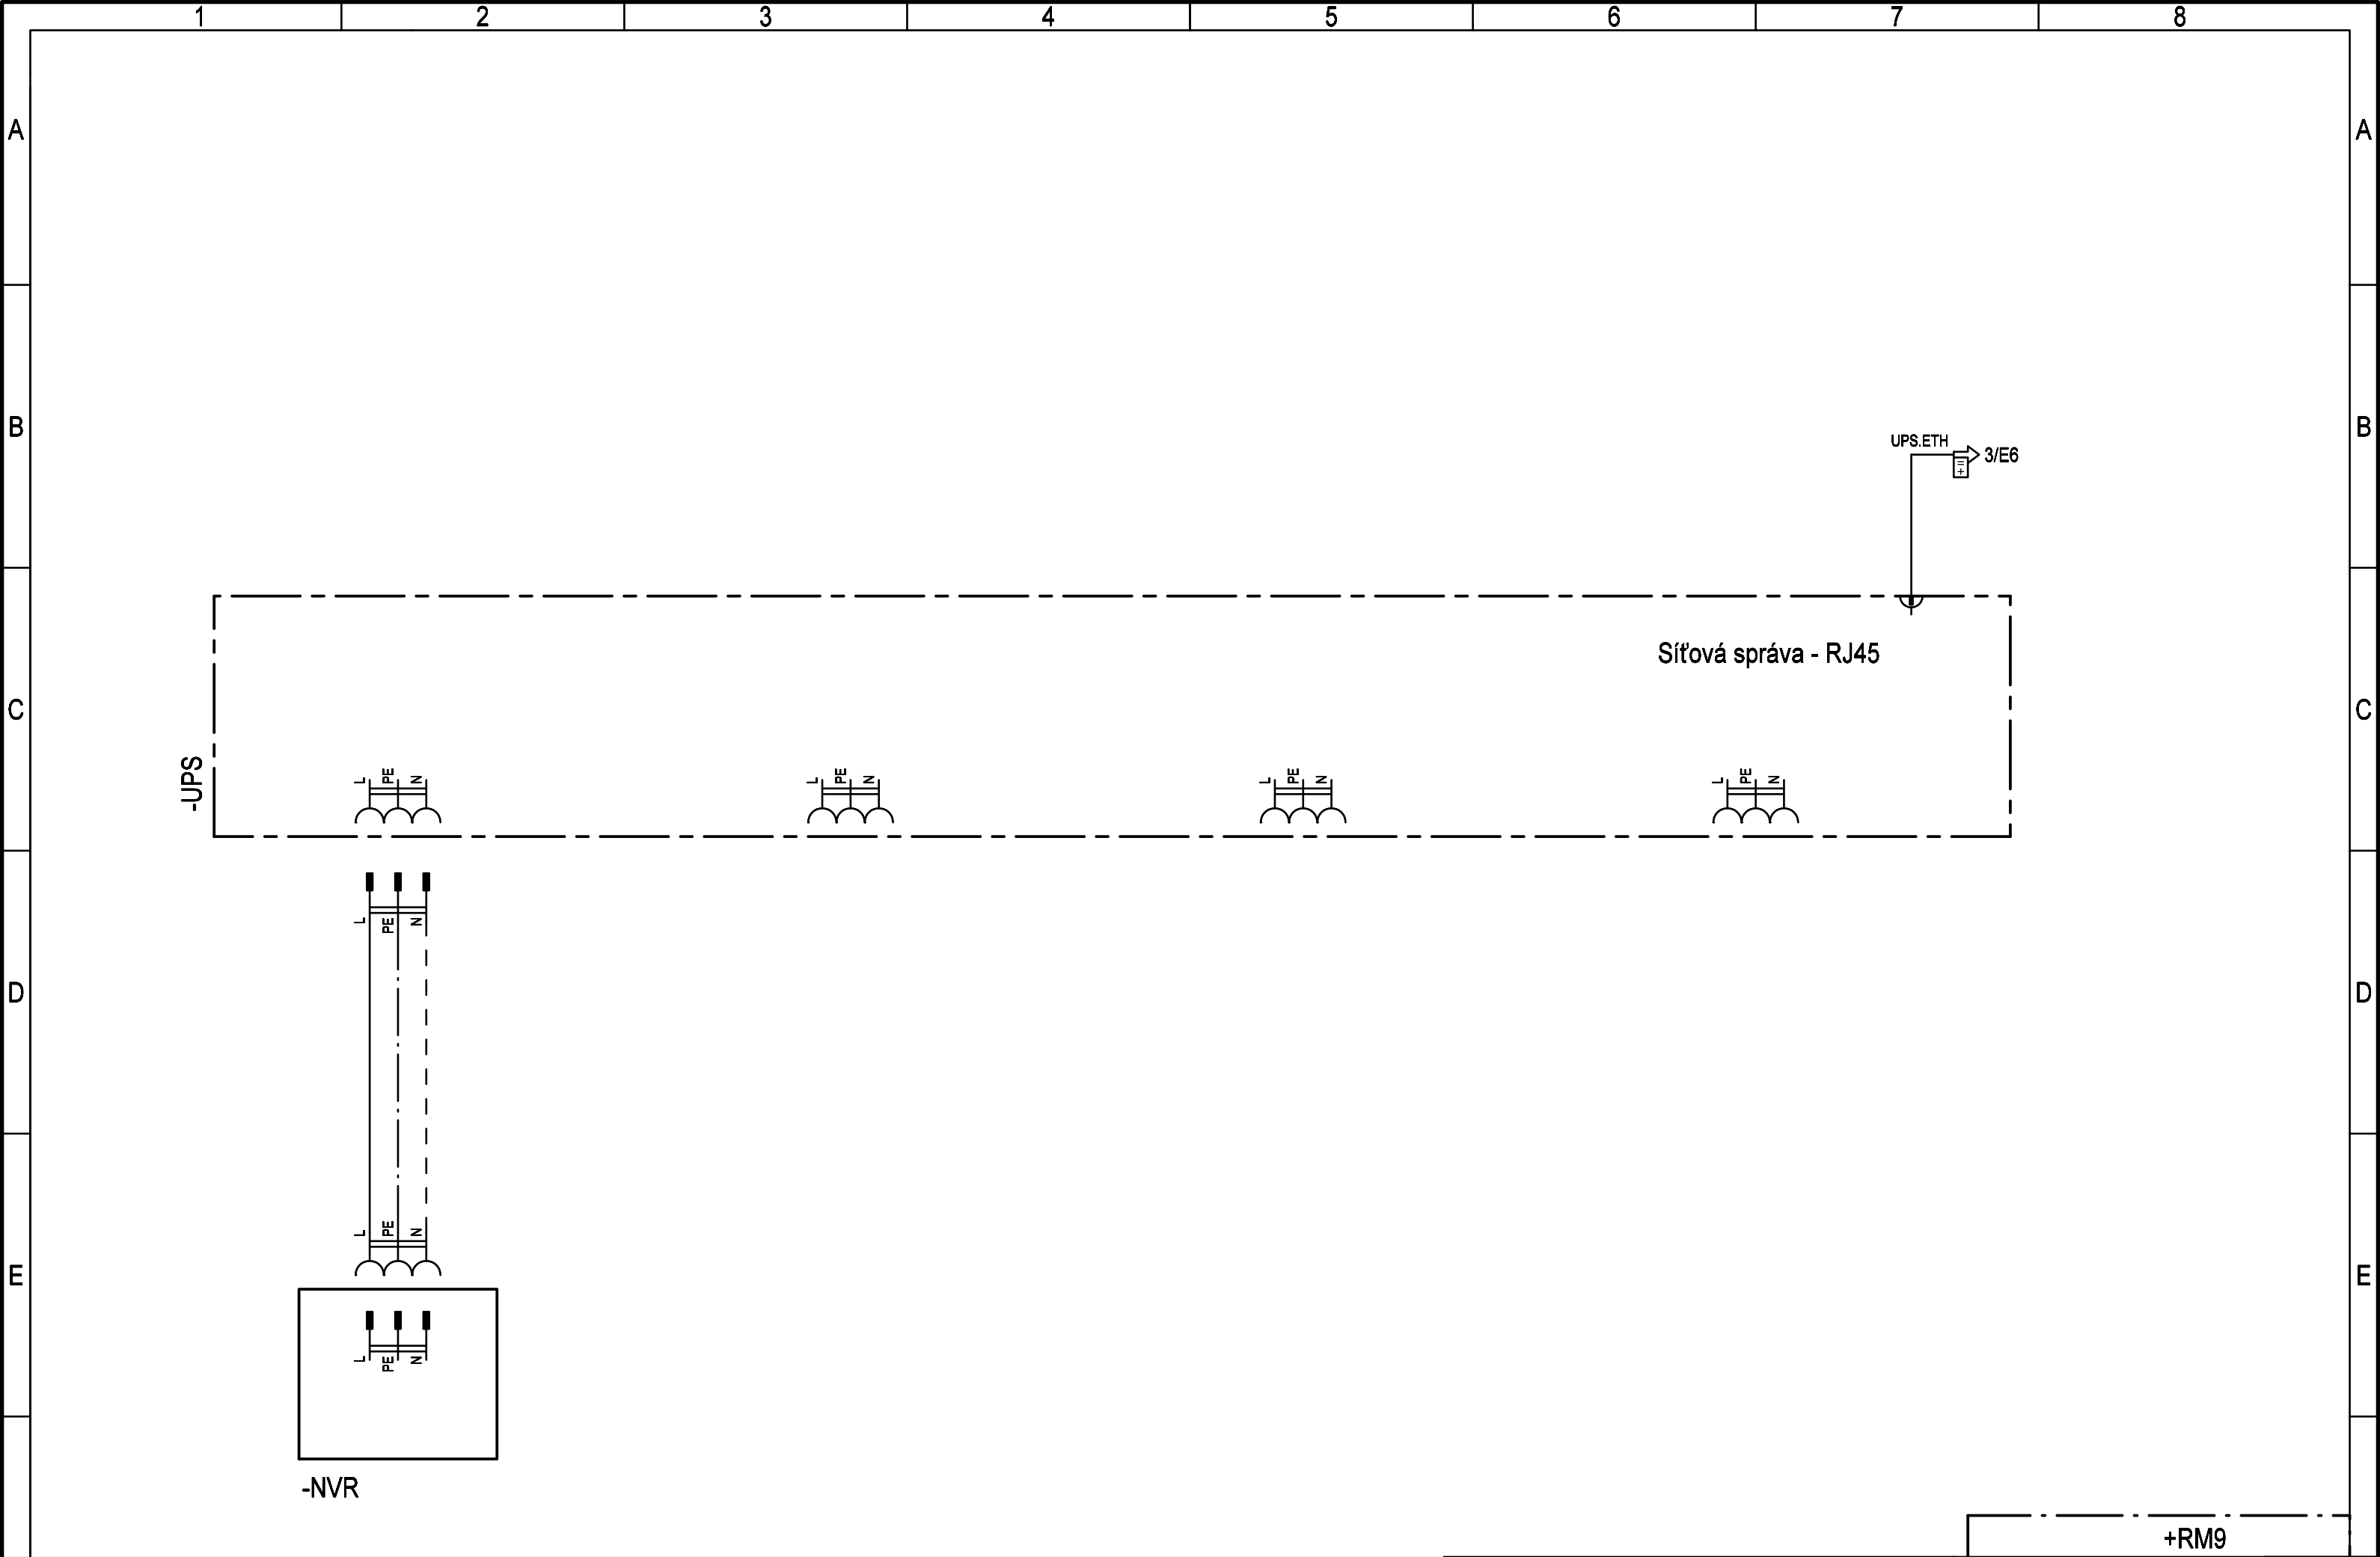 1 2 3 4 5 6 7 8
A A
B B
UPS.ETH
3/E6
=
+
Síťová správa - RJ45
C C
-UPS
L PE N L PE N L PE N L PE N
L PE N
D D
L PE N
E E
L PE N
-NVR
+RM9